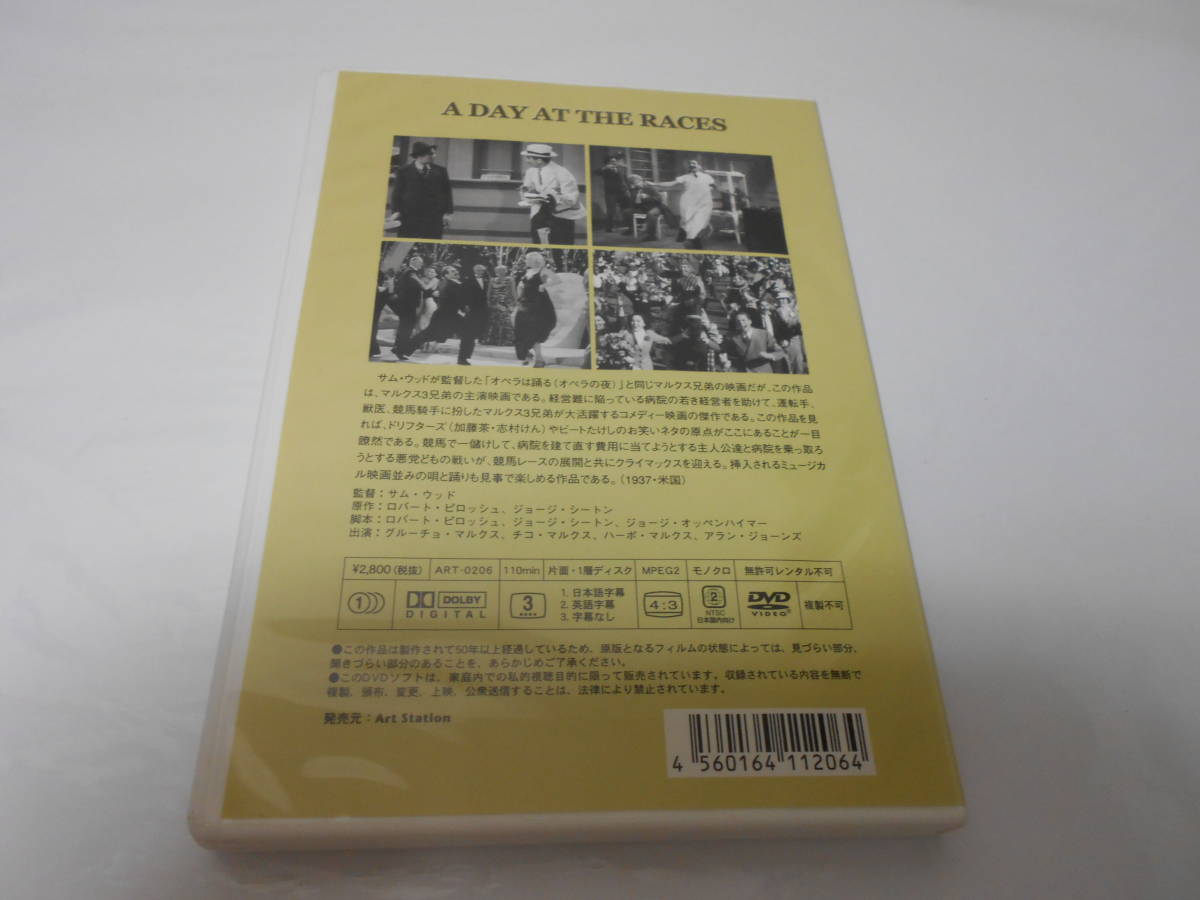 A DAY AT THE RACES
サム・ウッドが監督した「オペラは踊る(オペラの夜)」と同じマルクス兄弟の映画だが、この作品
は、マルクス3兄弟の主演映画である。経営難に陥っている病院の若き経営者を助けて、運転手、
獣医、競馬騎手に扮したマルクス3兄弟が大活躍するコメディー映画の傑作である。この作品を見
れば、ドリフターズ(加藤茶・志村けん)やビートたけしのお笑いネタの原点がここにあることが一目
瞭然である。競馬で一儲けして、病院を建て直す費用に当てようとする主人公達と病院を乗っ取ろ
うとする悪党どもの戦いが、競馬レースの展開と共にクライマックスを迎える。挿入されるミュージカ
ル映画並みの唄と踊りも見事で楽しめる作品である。(1937・米国)
監督：サム・ウッド
原作：ロバート・ピロッシュ、ジョージ・シートン
脚本：ロバート・ピロッシュ、ジョージ・シートン、ジョージ・オッペンハイマー
出演：グルーチョ・マルクス、チコ・マルクス、ハーポ・マルクス、アラン・ジョーンズ
¥2,800(税抜) ART-0206 110min 片面・1層ディスク MPEG2 モノクロ 無許可レンタル不可
1 DOLBY DIGITAL 3 1. 日本語字幕 2. 英語字幕 3. 字幕なし 4:3 2 NTSC 日本国内向け DVD VIDEO 複製不可
●この作品は製作されて50年以上経過しているため、原版となるフィルムの状態によっては、見づらい部分、
聞きづらい部分のあることを、あらかじめご了承ください。
●このDVDソフトは、家庭内での私的視聴目的に限って販売されています。収録されている内容を無断で
複製、頒布、変更、上映、公衆送信することは、法律により禁止されています。
発売元：Art Station
4 560164 112064